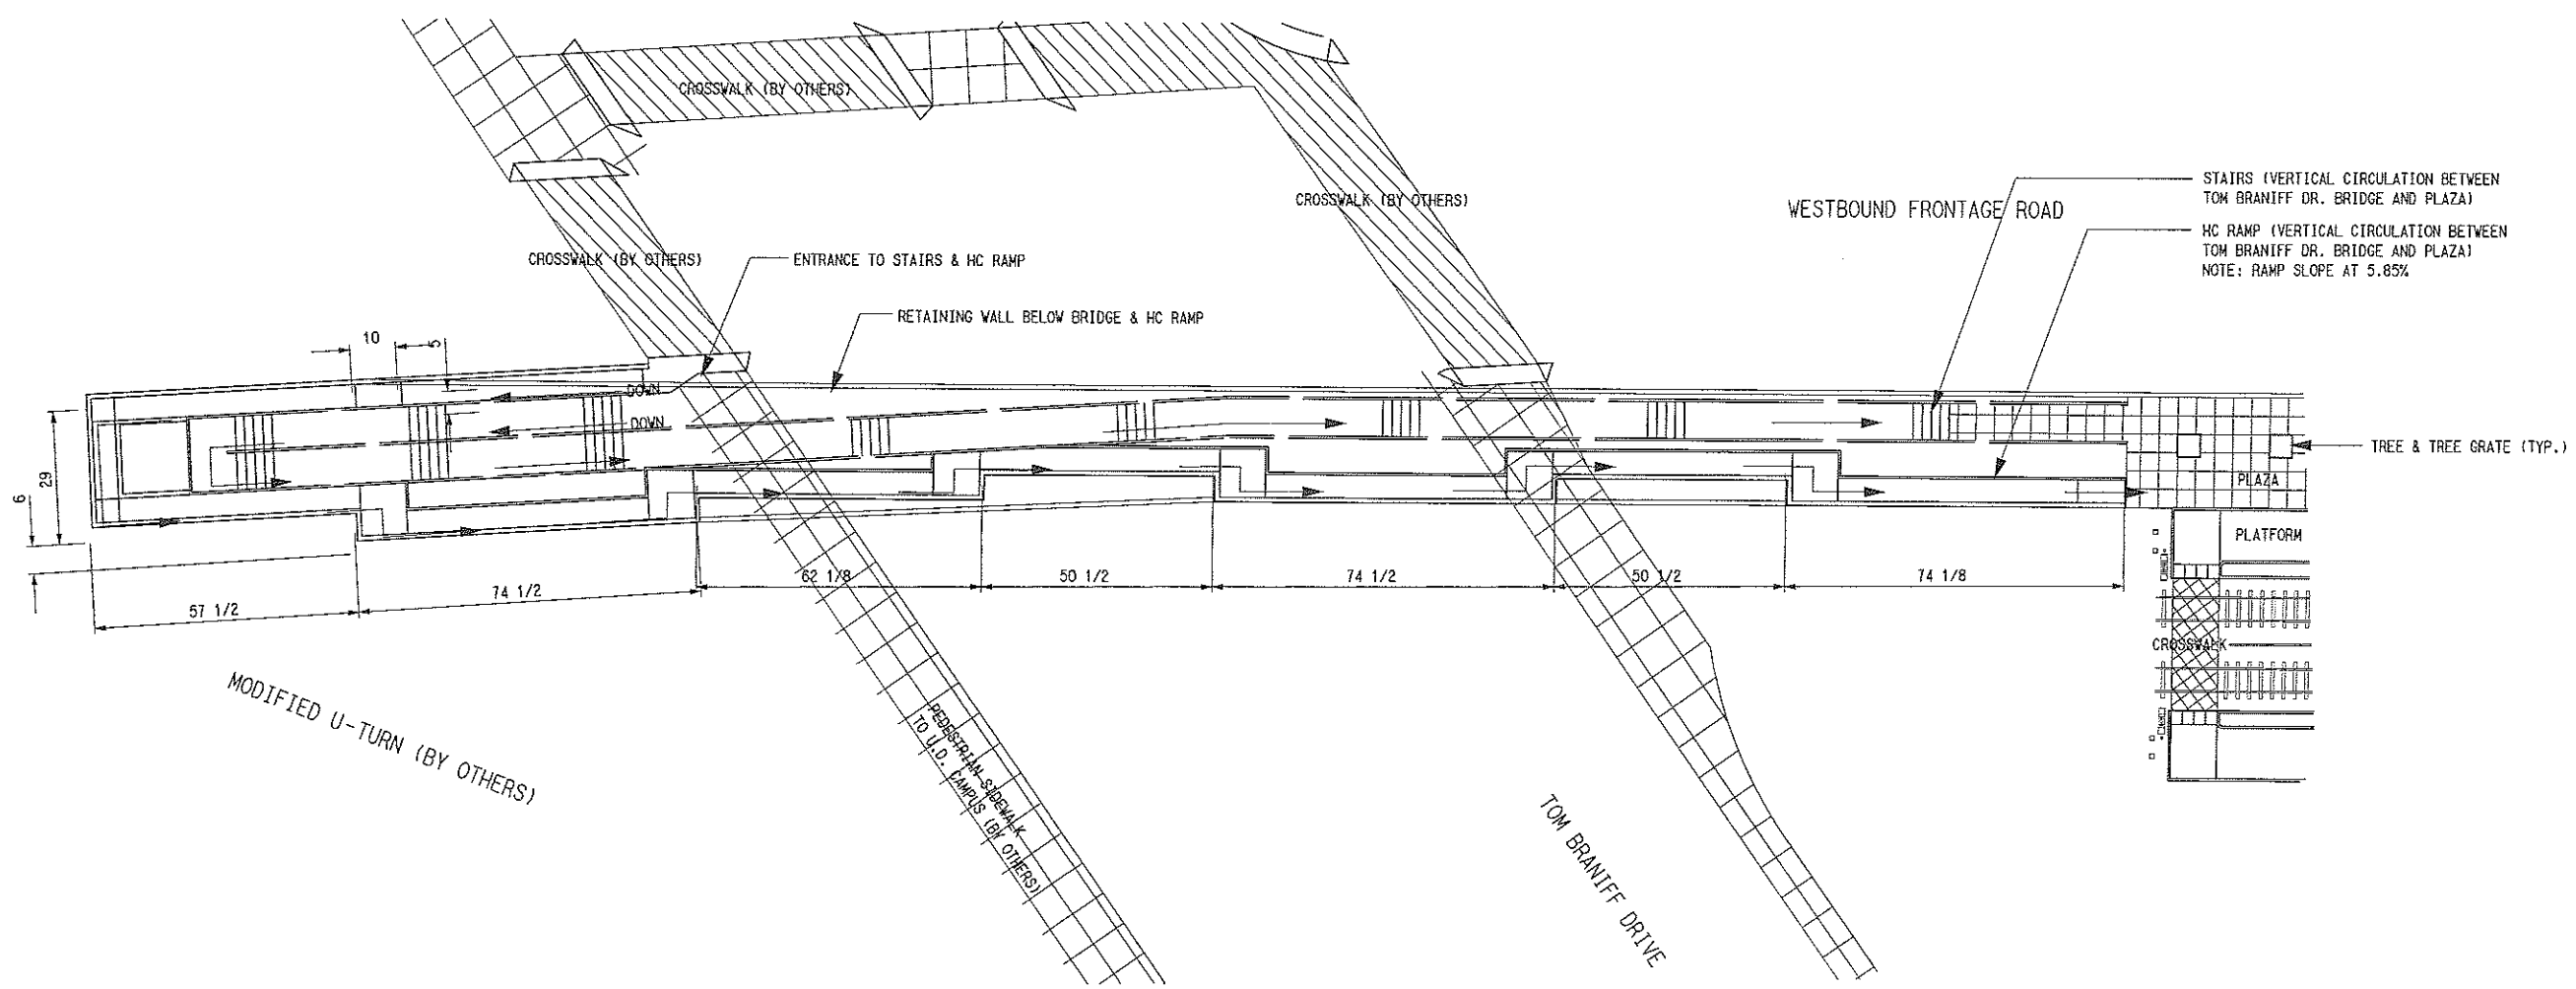 CROSSWALK (BY OTHERS)
STAIRS (VERTICAL CIRCULATION BETWEEN
TOM BRANIFF DR. BRIDGE AND PLAZA)
CROSSWALK (BY OTHERS)
WESTBOUND FRONTAGE ROAD
HC RAMP (VERTICAL CIRCULATION BETWEEN
TOM BRANIFF DR. BRIDGE AND PLAZA)
NOTE: RAMP SLOPE AT 5.85%
CROSSWALK (BY OTHERS)
ENTRANCE TO STAIRS & HC RAMP
RETAINING WALL BELOW BRIDGE & HC RAMP
10
5
DOWN
DOWN
TREE & TREE GRATE (TYP.)
29
6
PLAZA
PLATFORM
57 1/2
74 1/2
62 1/8
50 1/2
74 1/2
50 1/2
74 1/8
CROSSWALK
MODIFIED U-TURN (BY OTHERS)
PEDESTRIAN SIDEWALK
TO U.D. CAMPUS (BY OTHERS)
TOM BRANIFF DRIVE